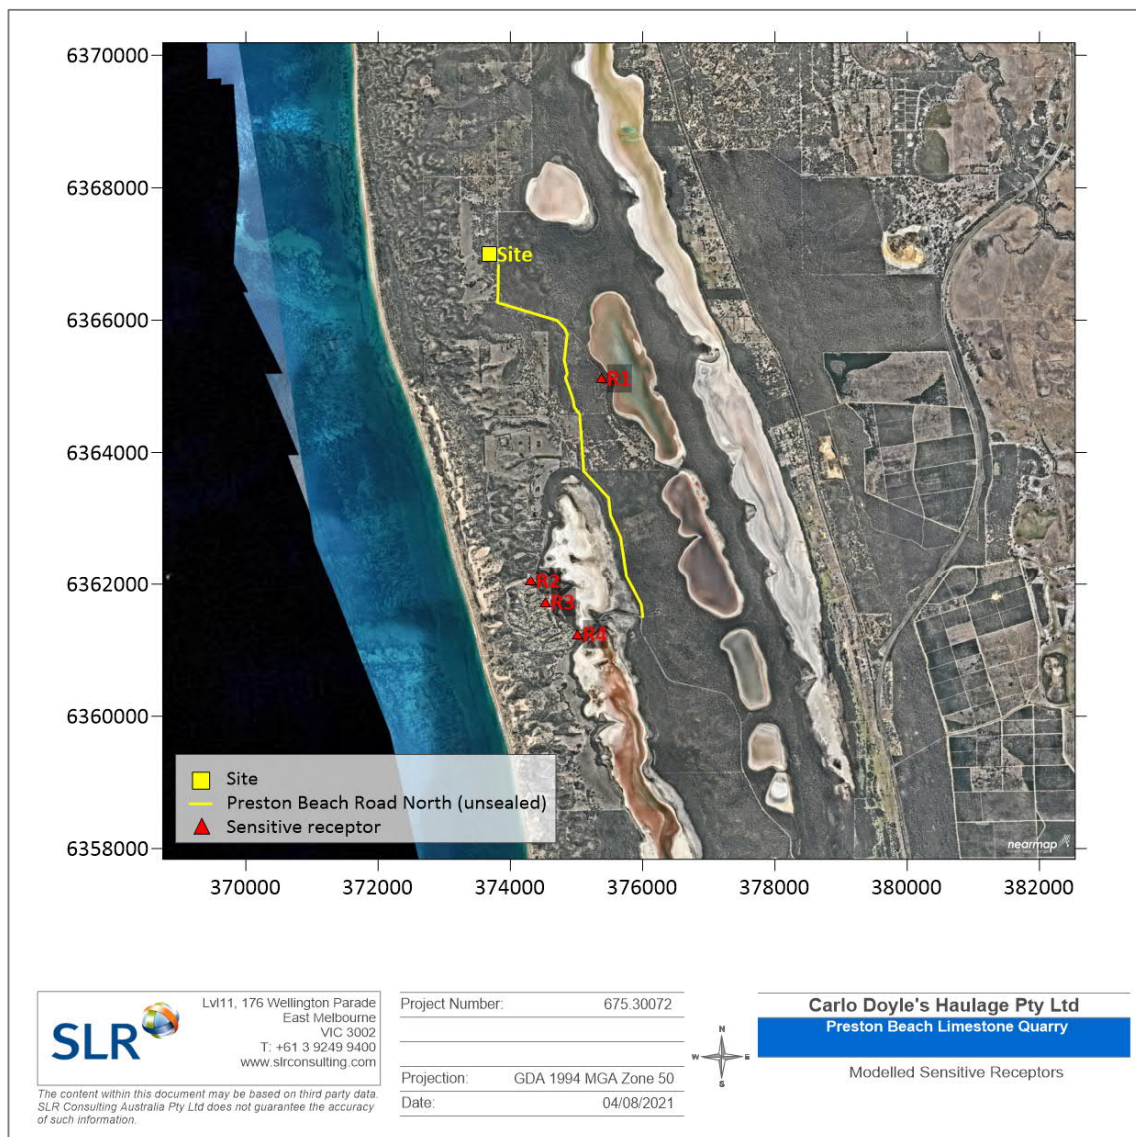 6370000
6368000
6366000
6364000
6362000
6360000
6358000
Site
R1
R2
R3
R4
Site
Preston Beach Road North (unsealed)
Sensitive receptor
nearmap
370000 372000 374000 376000 378000 380000 382000
SLR
Lvl11, 176 Wellington Parade
East Melbourne
VIC 3002
T: +61 3 9249 9400
www.slrconsulting.com
The content within this document may be based on third party data.
SLR Consulting Australia Pty Ltd does not guarantee the accuracy
of such information.
Project Number: 675.30072
Projection: GDA 1994 MGA Zone 50
Date: 04/08/2021
N
W E
S
Carlo Doyle's Haulage Pty Ltd
Preston Beach Limestone Quarry
Modelled Sensitive Receptors